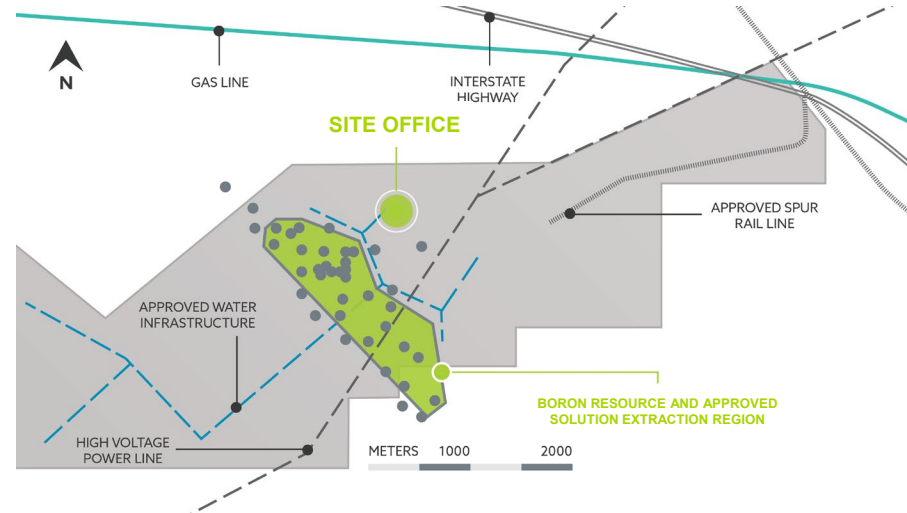 GAS LINE
INTERSTATE
HIGHWAY
N
SITE OFFICE
APPROVED SPUR
RAIL LINE
APPROVED WATER
INFRASTRUCTURE
BORON RESOURCE AND APPROVED
SOLUTION EXTRACTION REGION
HIGH VOLTAGE
POWER LINE
METERS 1000 2000